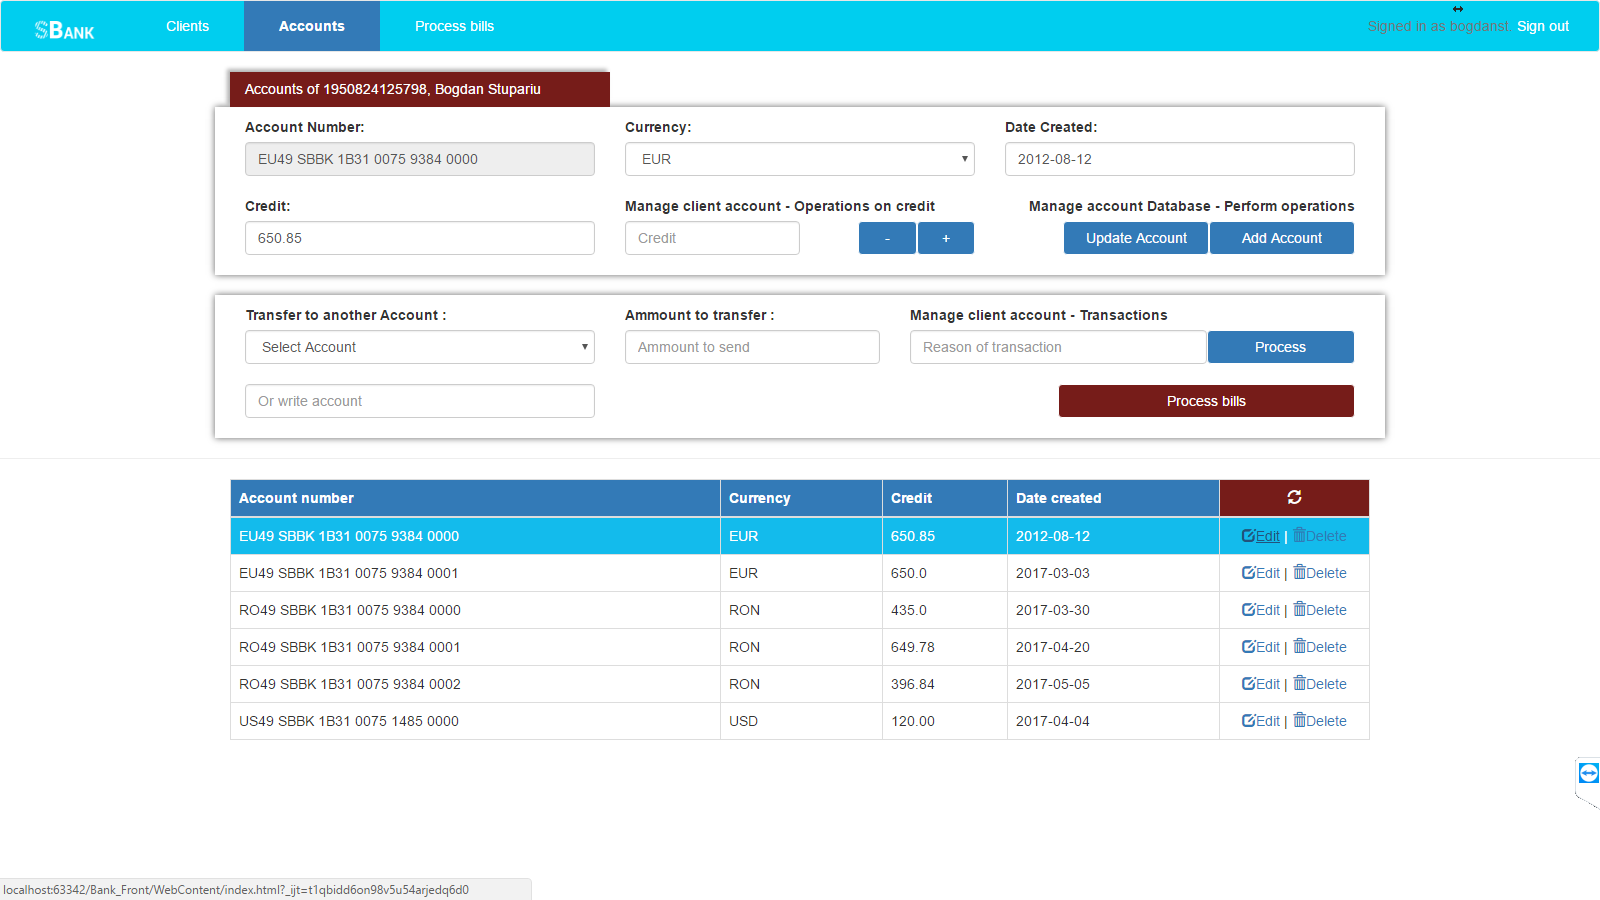 SBANK Clients Accounts Process bills Signed in as bogdanst. Sign out
Accounts of 1950824125798, Bogdan Stupariu
Account Number: Currency: Date Created:
EU49 SBBK 1B31 0075 9384 0000 EUR 2012-08-12
Credit: Manage client account - Operations on credit Manage account Database - Perform operations
650.85 Credit - + Update Account Add Account
Transfer to another Account : Ammount to transfer : Manage client account - Transactions
Select Account Ammount to send Reason of transaction Process
Or write account Process bills
Account number Currency Credit Date created
EU49 SBBK 1B31 0075 9384 0000 EUR 650.85 2012-08-12 Edit | Delete
EU49 SBBK 1B31 0075 9384 0001 EUR 650.0 2017-03-03 Edit | Delete
RO49 SBBK 1B31 0075 9384 0000 RON 435.0 2017-03-30 Edit | Delete
RO49 SBBK 1B31 0075 9384 0001 RON 649.78 2017-04-20 Edit | Delete
RO49 SBBK 1B31 0075 9384 0002 RON 396.84 2017-05-05 Edit | Delete
US49 SBBK 1B31 0075 1485 0000 USD 120.00 2017-04-04 Edit | Delete
localhost:63342/Bank_Front/WebContent/index.html?_ijt=t1qbidd6on98v5u54arjedq6d0